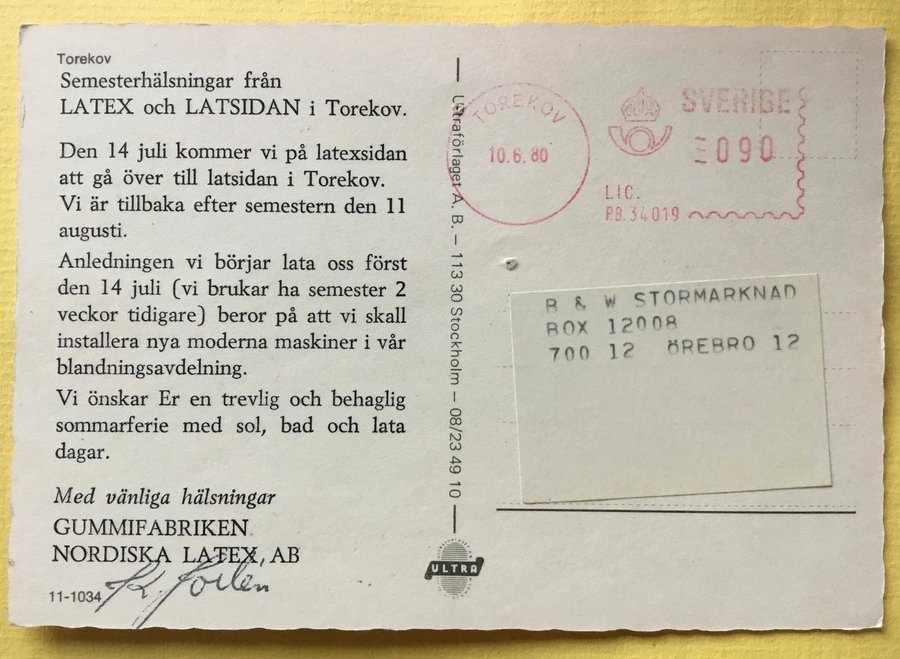 Torekov
Semesterhälsningar från
LATEX och LATSIDAN i Torekov.
Den 14 juli kommer vi på latexsidan
att gå över till latsidan i Torekov.
Vi är tillbaka efter semestern den 11
augusti.
Anledningen vi börjar lata oss först
den 14 juli (vi brukar ha semester 2
veckor tidigare) beror på att vi skall
installera nya moderna maskiner i vår
blandningsavdelning.
Vi önskar Er en trevlig och behaglig
sommarferie med sol, bad och lata
dagar.
Med vänliga hälsningar
GUMMIFABRIKEN
NORDISKA LATEX AB
11-1034
Ultraförlaget A. B. – 113 30 Stockholm – 08/23 49 10
ULTRA
TOREKOV
10.6.80
SVERIGE
090
LIC.
P.B. 34019
B & W STORMARKNAD
BOX 12008
700 12 ÖREBRO 12